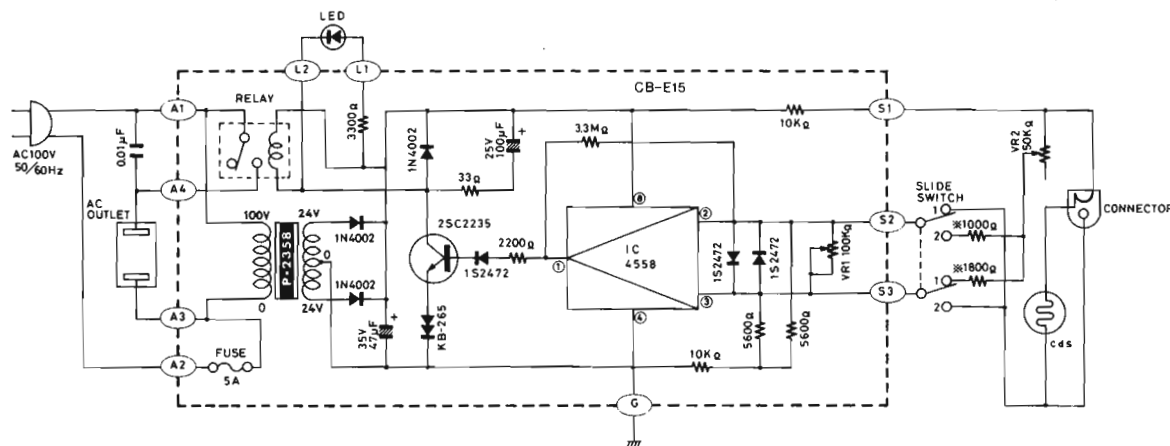 LED
L2
L1
CB-E15
A1
RELAY
3300Ω
S1
10KΩ
AC100V
50/60Hz
0.01µF
1N4002
25V
100µF
+
3.3MΩ
VR2
50KΩ
A4
33Ω
8
SLIDE
SWITCH
CONNECTOR
AC
OUTLET
100V
24V
1N4002
2SC2235
2
S2
1
2
※1000Ω
P-2358
0
2200Ω
1S2472
1
IC
4558
1S2472
1S2472
VR1 100KΩ
1N4002
3
S3
※1800Ω
1
2
0
24V
A3
35V
47µF
+
KB-265
4
5600Ω
5600Ω
cds
A2
FUSE
5A
10KΩ
G